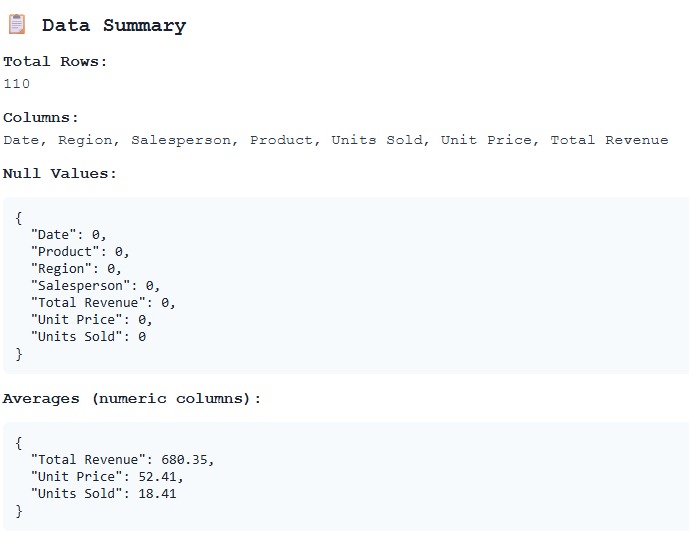 Data Summary
Total Rows:
110
Columns:
Date, Region, Salesperson, Product, Units Sold, Unit Price, Total Revenue
Null Values:
{
  "Date": 0,
  "Product": 0,
  "Region": 0,
  "Salesperson": 0,
  "Total Revenue": 0,
  "Unit Price": 0,
  "Units Sold": 0
}
Averages (numeric columns):
{
  "Total Revenue": 680.35,
  "Unit Price": 52.41,
  "Units Sold": 18.41
}